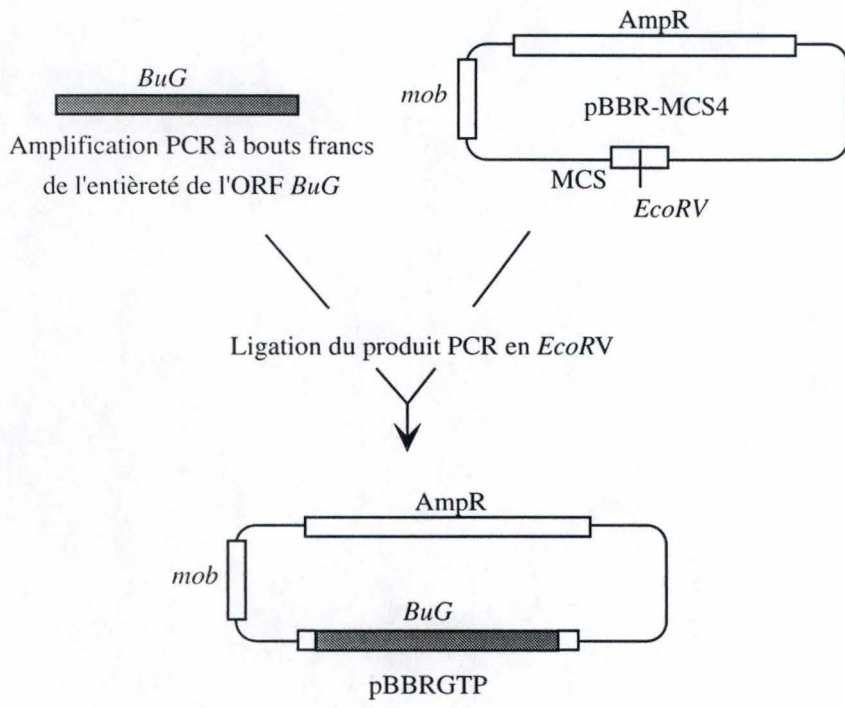 BuG
Amplification PCR à bouts francs
de l'entièreté de l'ORF BuG
AmpR
mob
pBBR-MCS4
MCS
EcoRV
Ligation du produit PCR en EcoRV
AmpR
mob
BuG
pBBRGTP